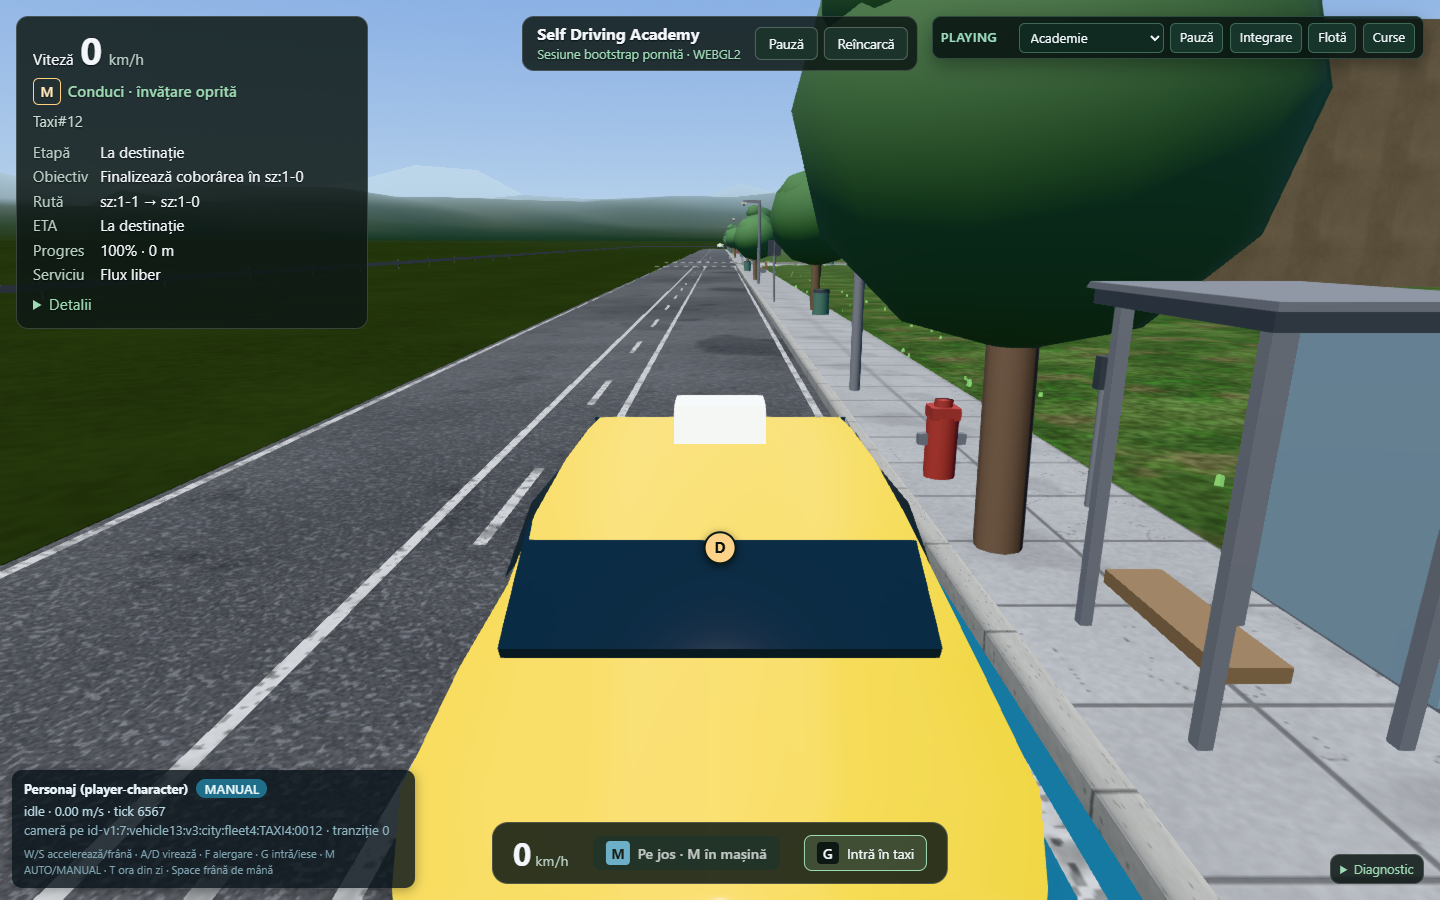 Viteză 0 km/h
M Conduci · învățare oprită
Taxi#12
Etapă La destinație
Obiectiv Finalizează coborârea în sz:1-0
Rută sz:1-1 → sz:1-0
ETA La destinație
Progres 100% · 0 m
Serviciu Flux liber
▶ Detalii
Self Driving Academy
Sesiune bootstrap pornită · WEBGL2
Pauză Reîncarcă
PLAYING Academie Pauză Integrare Flotă Curse
D
Personaj (player-character) MANUAL
idle · 0.00 m/s · tick 6567
cameră pe id-v1:7:vehicle13:v3:city:fleet4:TAXI4:0012 · tranziție 0
W/S accelerează/frână · A/D virează · F alergare · G intră/iese · M
AUTO/MANUAL · T ora din zi · Space frână de mână
0 km/h M Pe jos · M în mașină G Intră în taxi
▶ Diagnostic